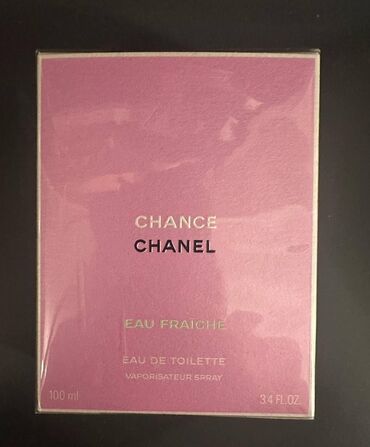 CHANCE
CHANEL
EAU FRAÎCHE
EAU DE TOILETTE
VAPORISATEUR SPRAY
100 ml 3.4 FL.OZ